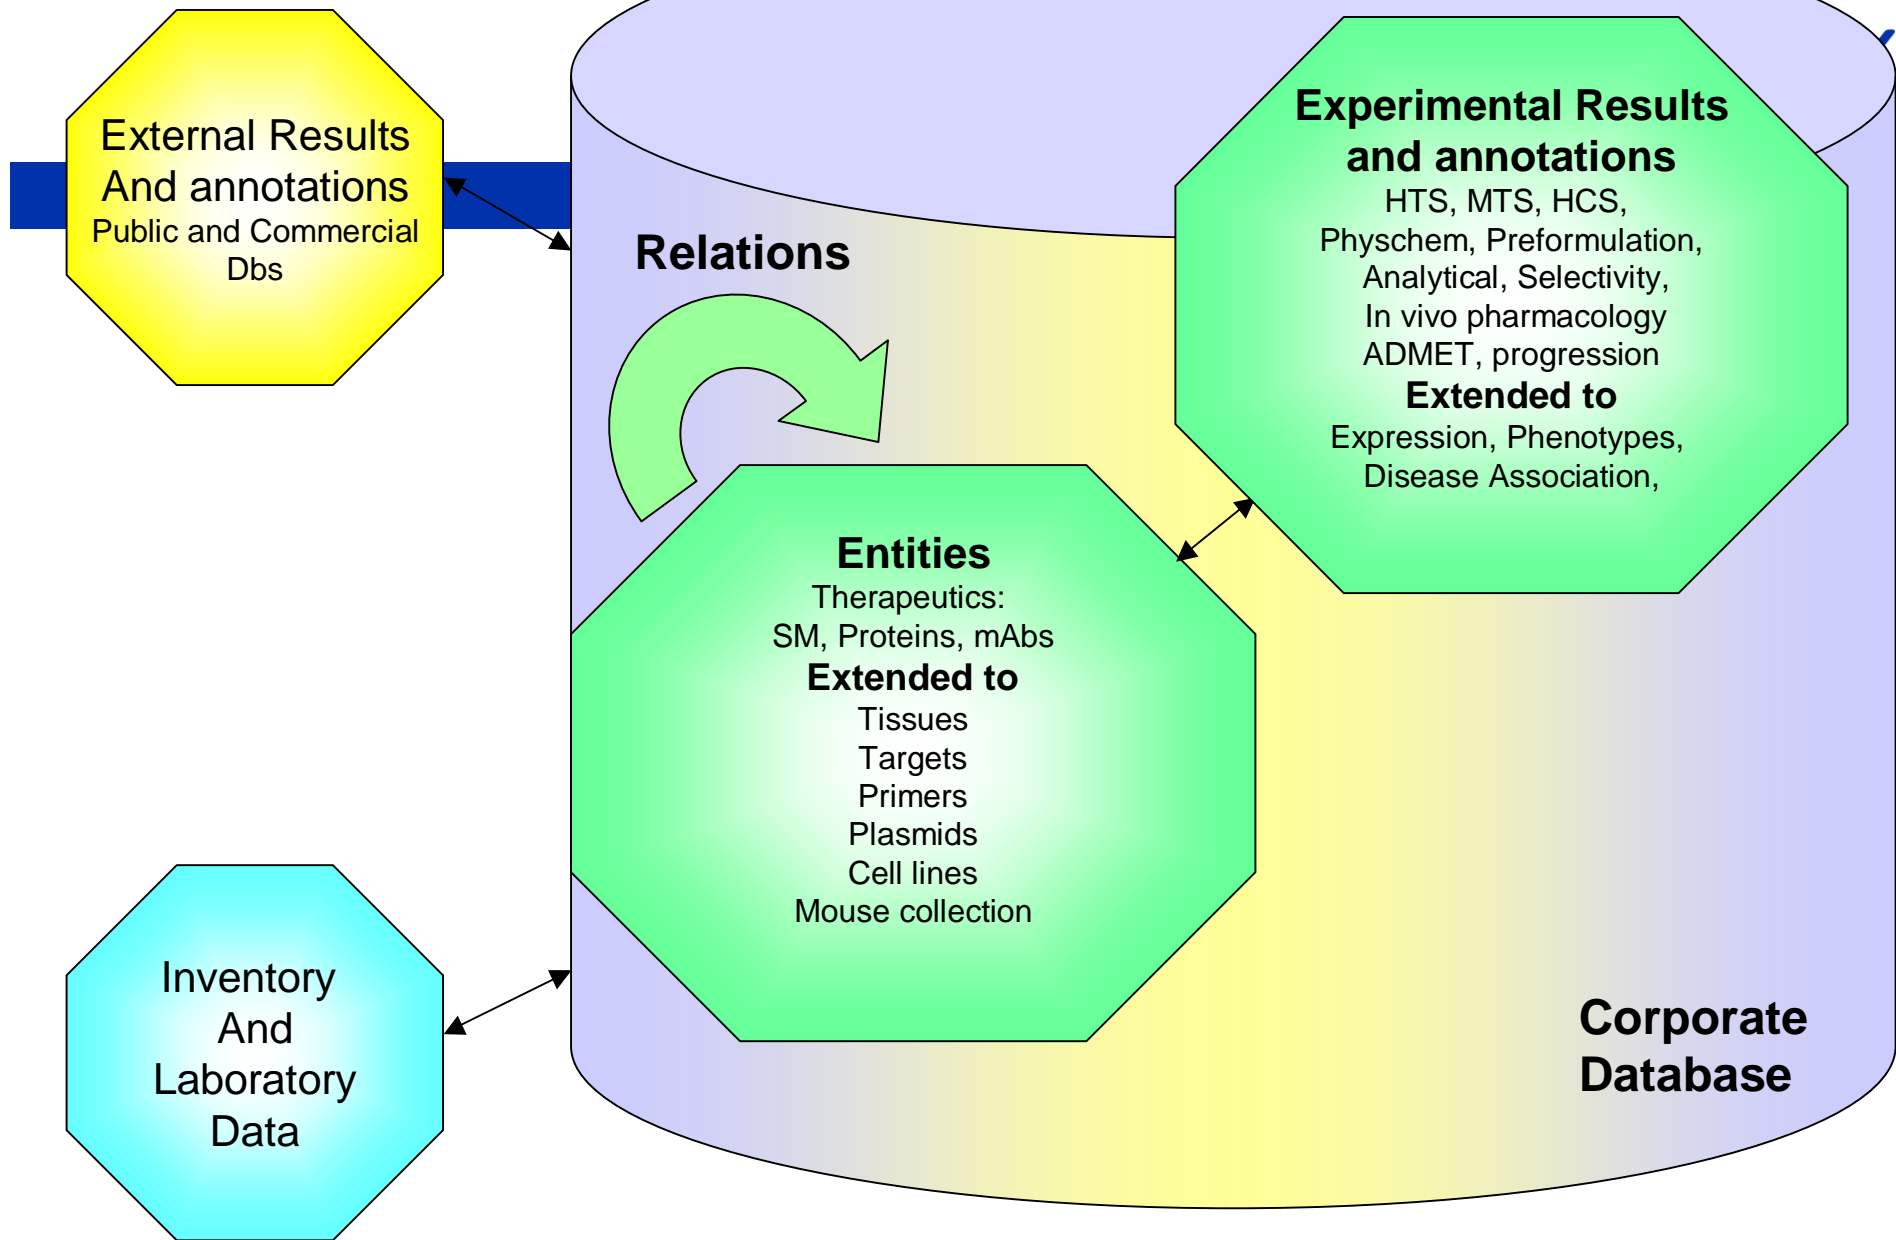 External Results
And annotations
Public and Commercial
Dbs
Relations
Experimental Results
and annotations
HTS, MTS, HCS,
Physchem, Preformulation,
Analytical, Selectivity,
In vivo pharmacology
ADMET, progression
Extended to
Expression, Phenotypes,
Disease Association,
Entities
Therapeutics:
SM, Proteins, mAbs
Extended to
Tissues
Targets
Primers
Plasmids
Cell lines
Mouse collection
Inventory
And
Laboratory
Data
Corporate
Database